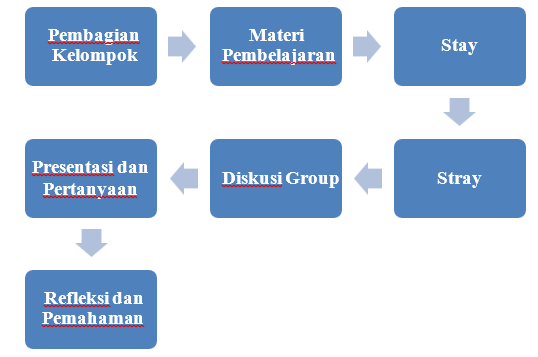 Pembagian
Kelompok
Materi
Pembelajaran
Stay
Stray
Diskusi Group
Presentasi dan
Pertanyaan
Refleksi dan
Pemahaman